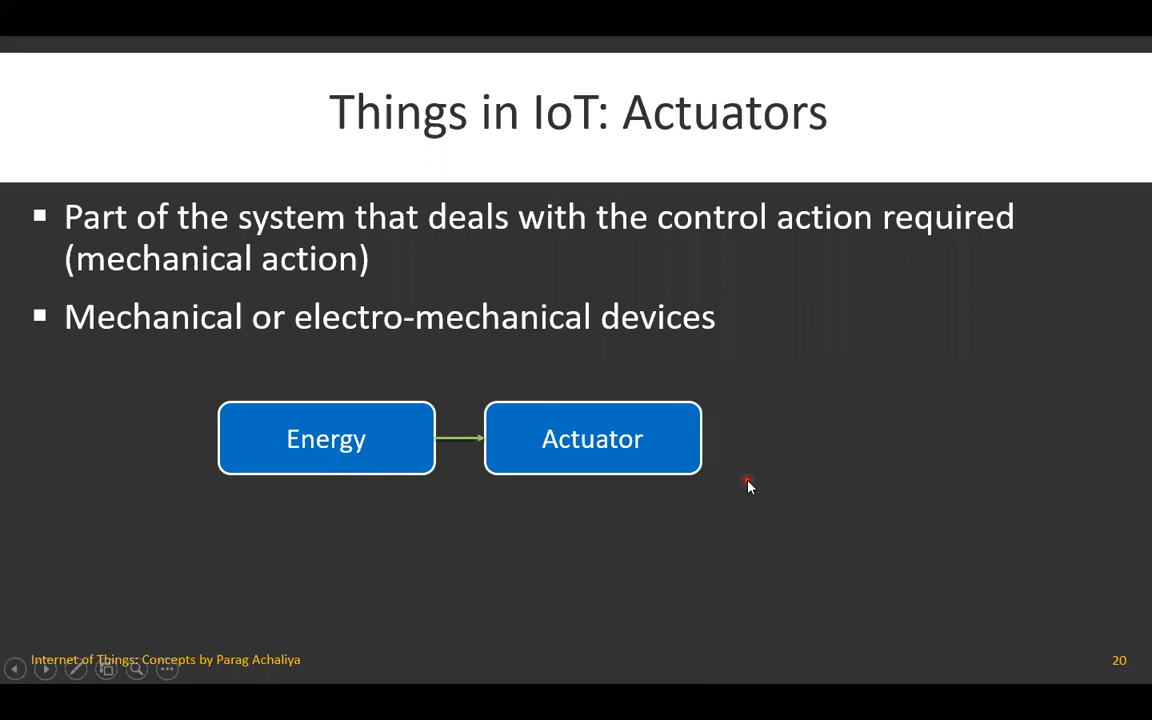 Things in IoT: Actuators
▪ Part of the system that deals with the control action required
(mechanical action)
▪ Mechanical or electro-mechanical devices
Energy
Actuator
Internet of Things: Concepts by Parag Achaliya
20